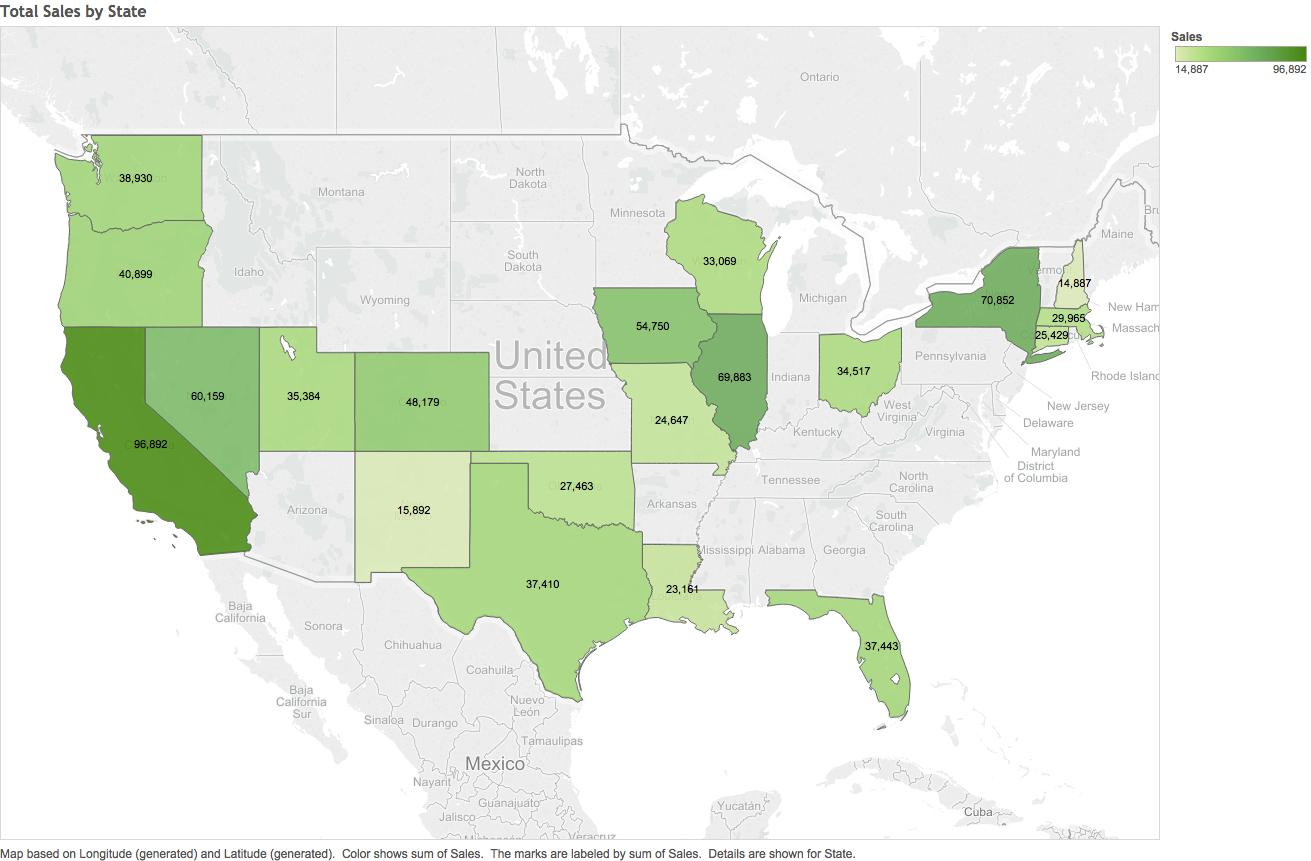 Total Sales by State
Sales
14,887 96,892
Ontario
38,930
Montana
North
Dakota
Minnesota
Maine
40,899
Idaho
South
Dakota
33,069
Wyoming
Michigan
14,887
70,852
New Ham
54,750
29,965
Massach
25,429
United
States
Pennsylvania
Rhode Island
60,159
35,384
48,179
69,883
Indiana
34,517
New Jersey
Delaware
West
Virginia
Virginia
24,647
Kentucky
96,892
Maryland
District
of Columbia
27,463
Tennessee
North
Carolina
15,892
Arizona
Arkansas
South
Carolina
Mississippi
Alabama
Georgia
37,410
23,161
Baja
California
Sonora
Chihuahua
37,443
Coahuila
Baja
California
Sur
Nuevo
León
Sinaloa
Durango
Tamaulipas
Mexico
Nayarit
Guanajuato
Jalisco
Yucatán
Cuba
Veracruz
Map based on Longitude (generated) and Latitude (generated).  Color shows sum of Sales.  The marks are labeled by sum of Sales.  Details are shown for State.